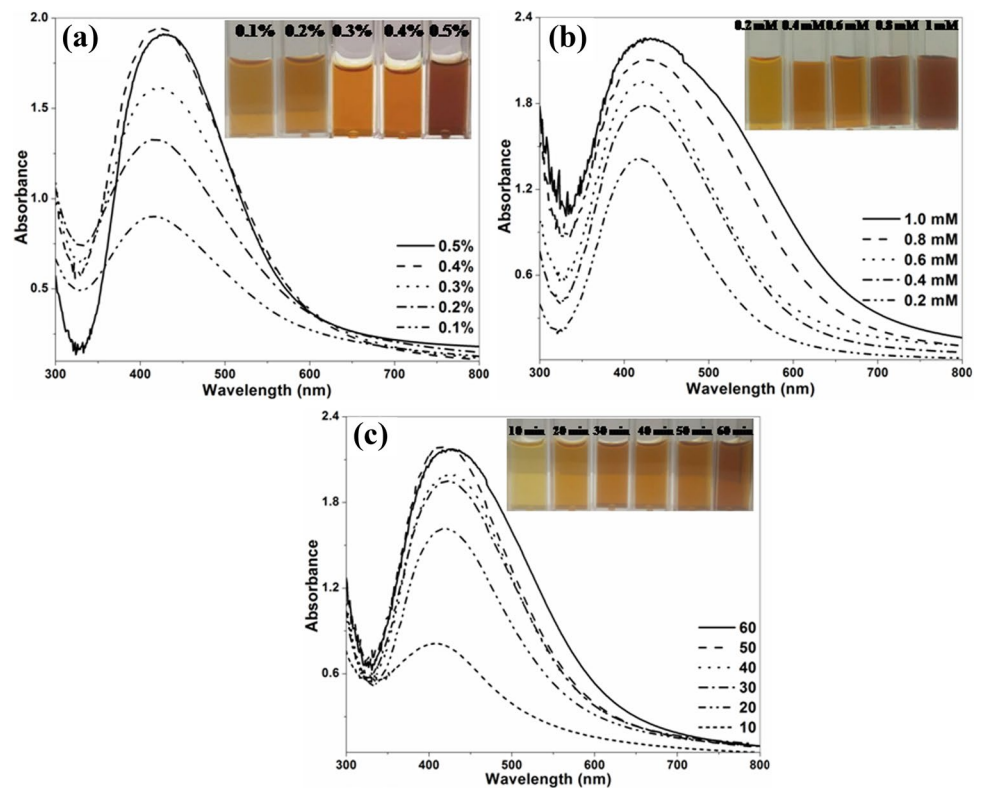 (a)
0.1% 0.2% 0.3% 0.4% 0.5%
2.0
1.5
1.0
0.5
Absorbance
0.5%
0.4%
0.3%
0.2%
0.1%
300 400 500 600 700 800
Wavelength (nm)
(b)
0.2 mM 0.4 mM 0.6 mM 0.8 mM 1 mM
2.4
1.8
1.2
0.6
Absorbance
1.0 mM
0.8 mM
0.6 mM
0.4 mM
0.2 mM
300 400 500 600 700 800
Wavelength (nm)
(c)
10 min 20 min 30 min 40 min 50 min 60 min
2.4
1.8
1.2
0.6
Absorbance
60
50
40
30
20
10
300 400 500 600 700 800
Wavelength (nm)